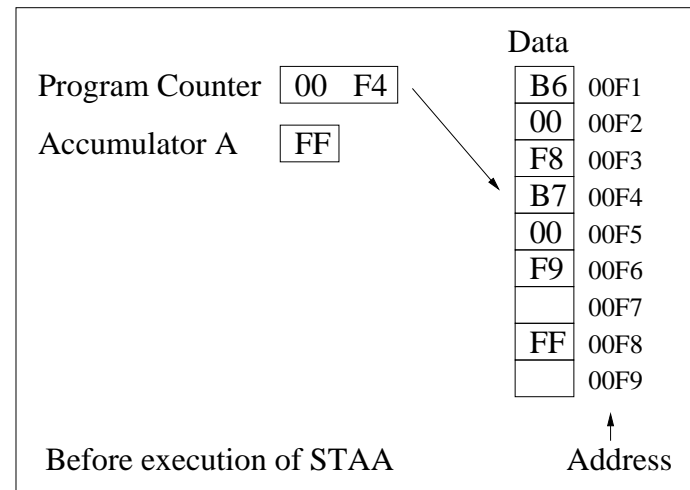 Data
Program Counter 00 F4 B6 00F1
00 00F2
Accumulator A FF F8 00F3
B7 00F4
00 00F5
F9 00F6
00F7
FF 00F8
00F9
Before execution of STAA Address